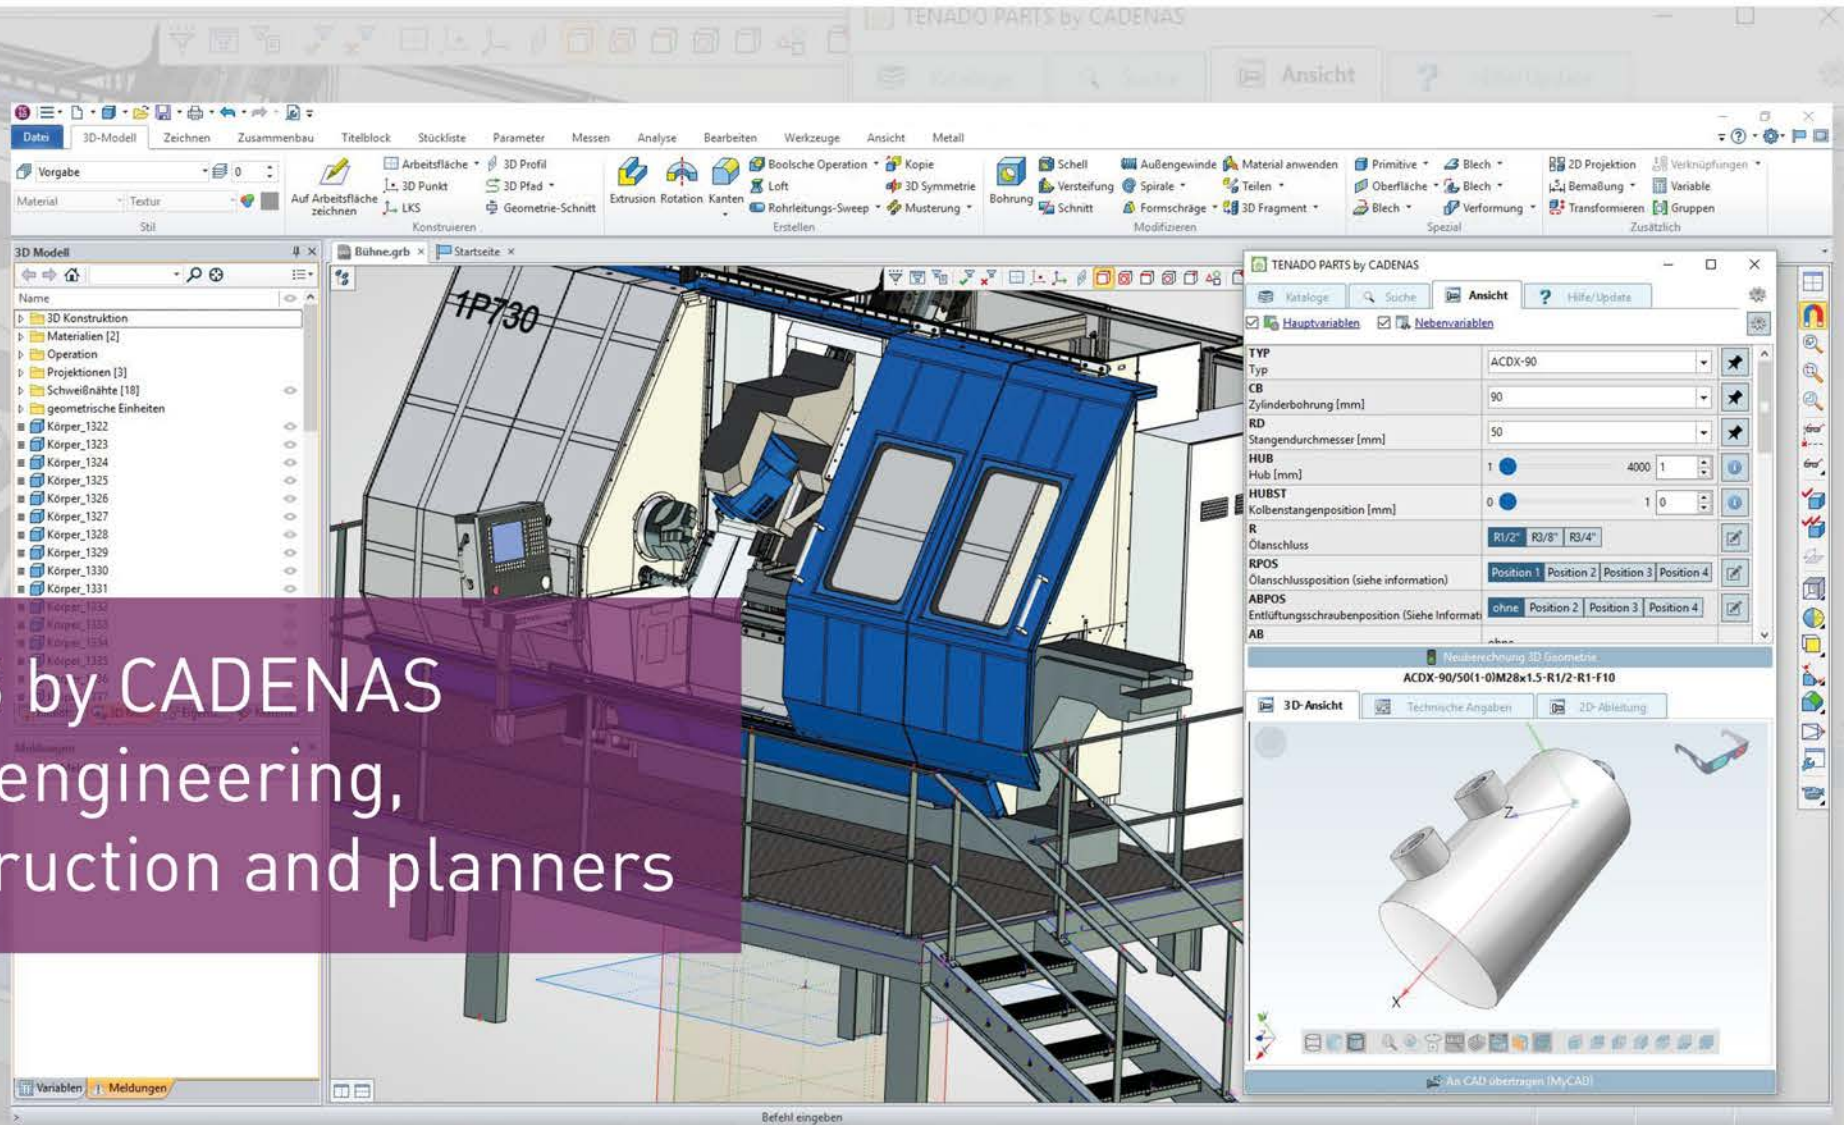 TENADO PARTS by CADENAS
Ansicht
Datei 3D-Modell Zeichnen Zusammenbau Titelblock Stückliste Parameter Messen Analyse Bearbeiten Werkzeuge Ansicht Metall
Vorgabe 0
Material Textur
Stil
Auf Arbeitsfläche zeichnen
Arbeitsfläche 3D Profil
3D Punkt 3D Pfad
LKS Geometrie-Schnitt
Konstruieren
Extrusion Rotation Kanten
Boolsche Operation Kopie
Loft 3D Symmetrie
Rohrleitungs-Sweep Musterung
Erstellen
Bohrung
Schell Außengewinde Material anwenden
Versteifung Spirale Teilen
Schnitt Formschräge 3D Fragment
Modifizieren
Primitive Blech
Oberfläche Blech
Blech Verformung
Spezial
2D Projektion Verknüpfungen
Bemaßung Variable
Transformieren Gruppen
Zusätzlich
3D Modell
Bühne.grb Startseite
Name
3D Konstruktion
Materialien [2]
Operation
Projektionen [3]
Schweißnähte [18]
geometrische Einheiten
Körper_1322
Körper_1323
Körper_1324
Körper_1325
Körper_1326
Körper_1327
Körper_1328
Körper_1329
Körper_1330
Körper_1331
Körper_1332
Körper_1333
Körper_1334
Körper_1335
Meldungen
Variablen Meldungen
1P730
by CADENAS
engineering,
ruction and planners
TENADO PARTS by CADENAS
Kataloge Suche Ansicht Hilfe/Update
Hauptvariablen Nebenvariablen
TYP
Typ ACDX-90
CB
Zylinderbohrung [mm] 90
RD
Stangendurchmesser [mm] 50
HUB
Hub [mm] 1 4000 1
HUBST
Kolbenstangenposition [mm] 0 1 0
R
Ölanschluss R1/2" R3/8" R3/4"
RPOS
Ölanschlussposition (siehe information) Position 1 Position 2 Position 3 Position 4
ABPOS
Entlüftungsschraubenposition (Siehe Informati ohne Position 2 Position 3 Position 4
AB ohne
Neuberechnung 3D Geometrie
ACDX-90/50(1-0)M28x1.5-R1/2-R1-F10
3D-Ansicht Technische Angaben 2D-Ableitung
Z
X
An CAD übertragen (MyCAD)
Befehl eingeben